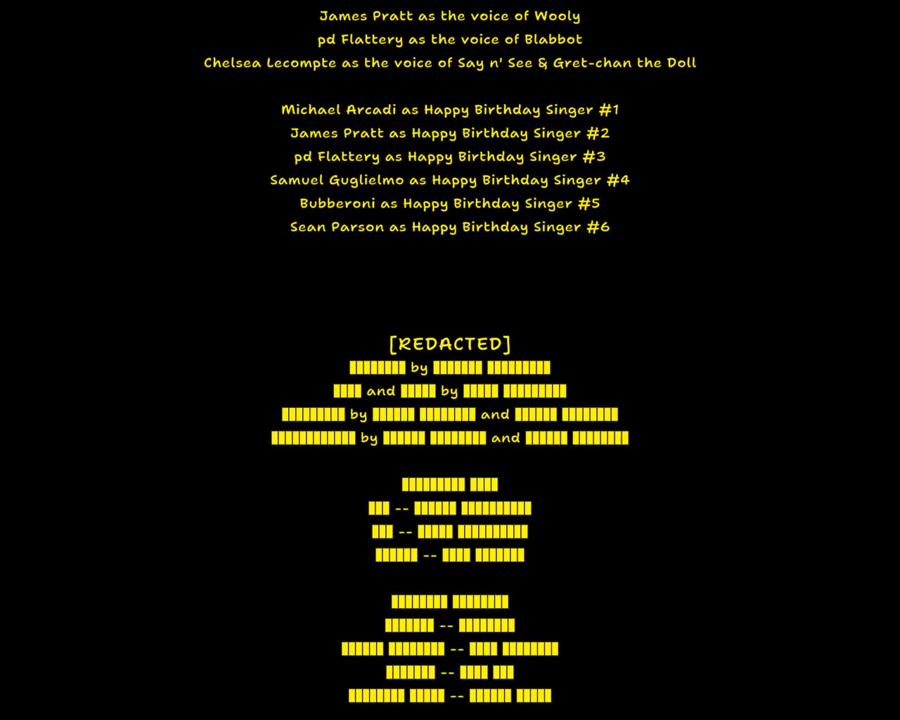 James Pratt as the voice of Wooly
pd Flattery as the voice of Blabbot
Chelsea Lecompte as the voice of Say n' See & Gret-chan the Doll
Michael Arcadi as Happy Birthday Singer #1
James Pratt as Happy Birthday Singer #2
pd Flattery as Happy Birthday Singer #3
Samuel Guglielmo as Happy Birthday Singer #4
Bubberoni as Happy Birthday Singer #5
Sean Parson as Happy Birthday Singer #6
[REDACTED]
████████ by ███████ █████████
████ and █████ by █████ █████████
█████████ by ██████ ████████ and ██████ ████████
████████████ by ██████ ████████ and ██████ ████████
█████████ ████
███ -- ██████ ██████████
███ -- █████ ██████████
██████ -- ████ ███████
████████ ████████
███████ -- ████████
██████ ████████ -- ████ ████████
███████ -- ████ ███
████████ █████ -- ██████ █████